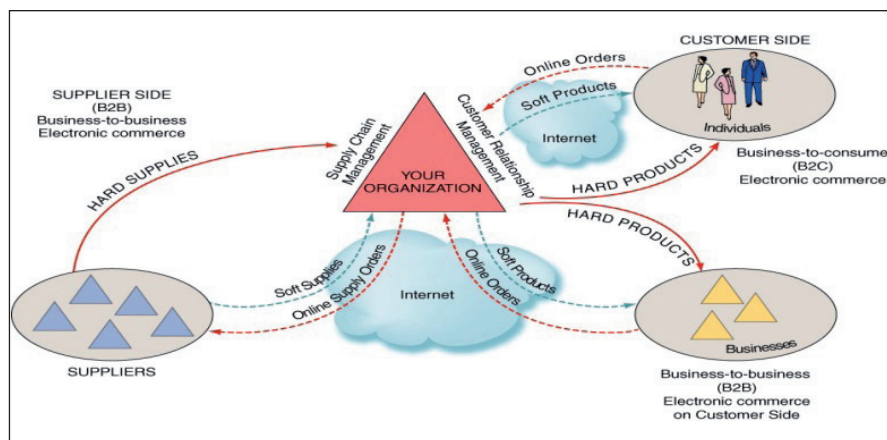 CUSTOMER SIDE
Online Orders
Soft Products
Internet
Individuals
SUPPLIER SIDE
(B2B)
Business-to-business
Electronic commerce
HARD SUPPLIES
Supply Chain
Management
Customer Relationship
Management
YOUR
ORGANIZATION
HARD PRODUCTS
Business-to-consume
(B2C)
Electronic commerce
HARD PRODUCTS
Soft Supplies
Online Supply Orders
Internet
Online Orders
Soft Products
SUPPLIERS
Businesses
Business-to-business
(B2B)
Electronic commerce
on Customer Side